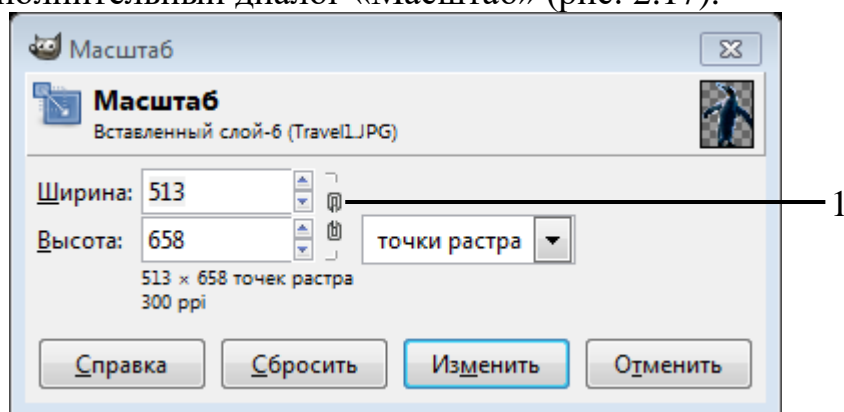 полнительный диалог «Масштаб» (рис. 2.17).
Масштаб
Масштаб
Вставленный слой-6 (Travel1.JPG)
Ширина: 513
1
Высота: 658 точки растра
513 × 658 точек растра
300 ppi
Справка Сбросить Изменить Отменить